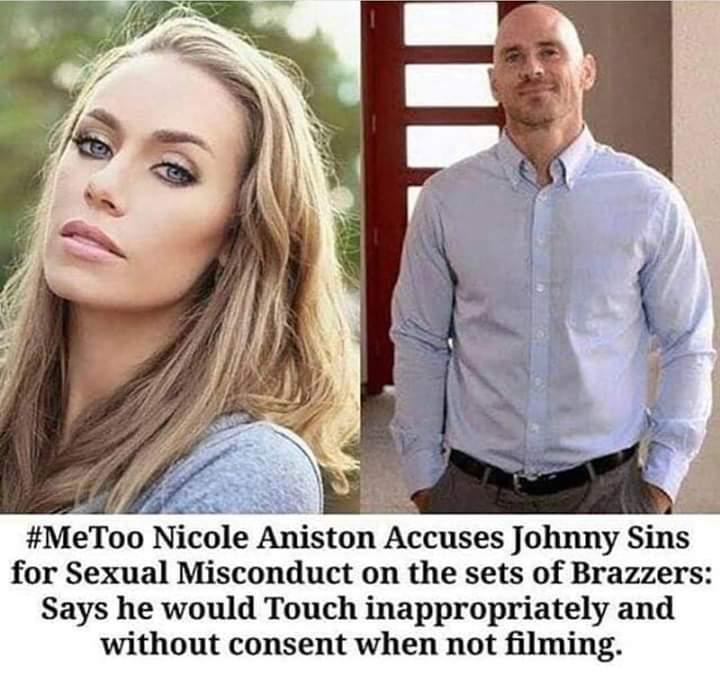 #MeToo Nicole Aniston Accuses Johnny Sins
for Sexual Misconduct on the sets of Brazzers:
Says he would Touch inappropriately and
without consent when not filming.